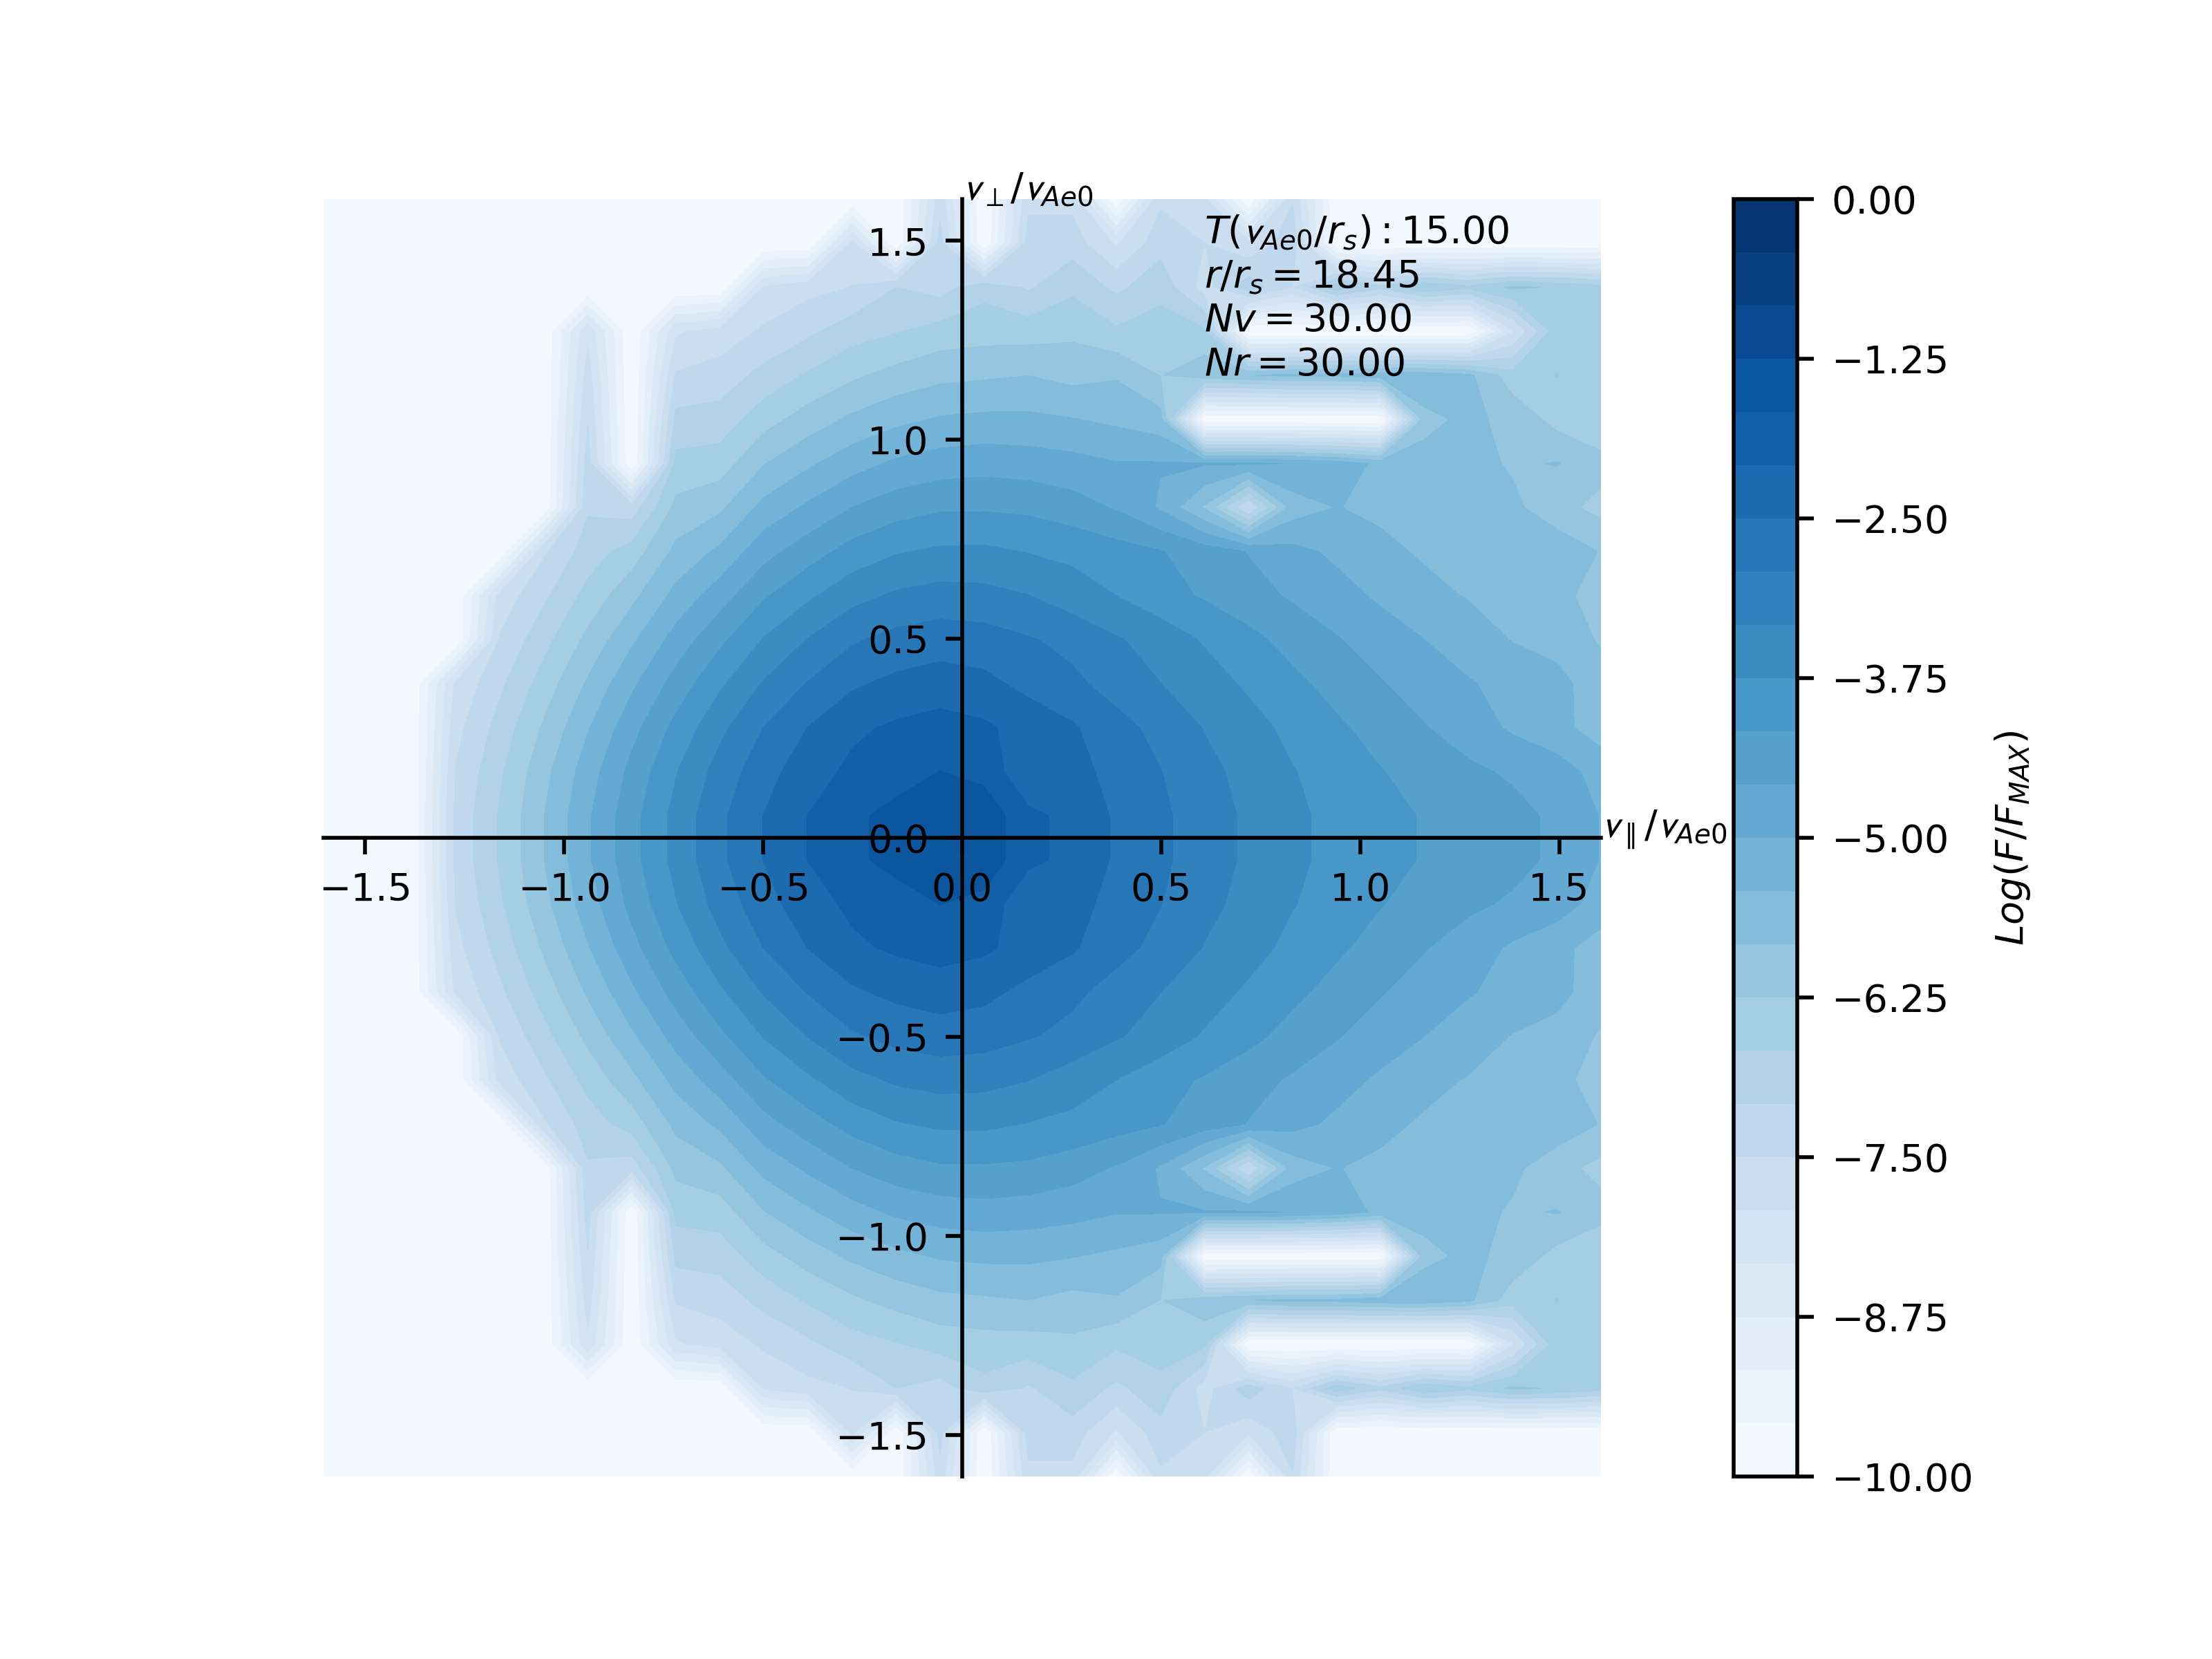 v⊥/vAe0
T(vAe0/rs) : 15.00
r/rs = 18.45
Nv = 30.00
Nr = 30.00
1.5
1.0
0.5
0.0
−0.5
−1.0
−1.5
−1.5 −1.0 −0.5 0.0 0.5 1.0 1.5
v∥/vAe0
0.00
−1.25
−2.50
−3.75
−5.00
−6.25
−7.50
−8.75
−10.00
Log(F/FMAX)